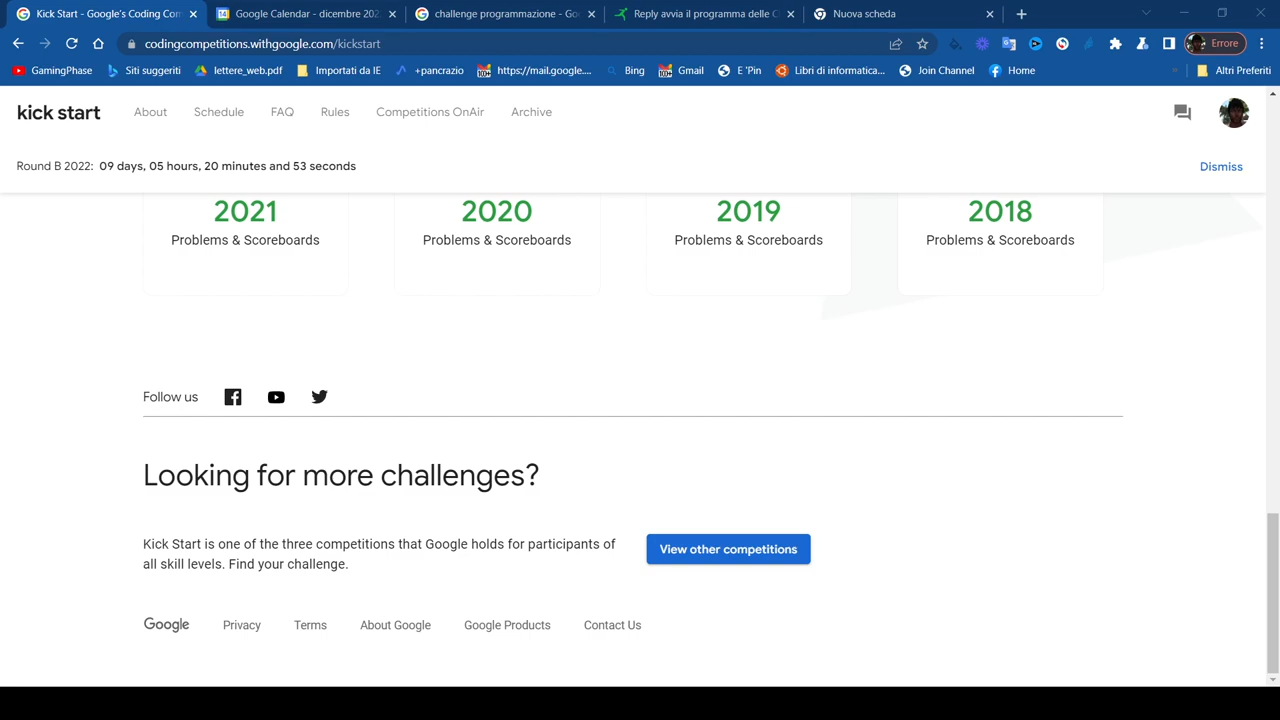 Kick Start - Google's Coding Com
Google Calendar - dicembre 202
challenge programmazione - Go
Reply avvia il programma delle C
Nuova scheda
codingcompetitions.withgoogle.com/kickstart
Errore
GamingPhase
Siti suggeriti
lettere_web.pdf
Importati da IE
+pancrazio
https://mail.google....
Bing
Gmail
E 'Pin
Libri di informatica...
Join Channel
Home
Altri Preferiti
kick start
About
Schedule
FAQ
Rules
Competitions OnAir
Archive
Round B 2022: 09 days, 05 hours, 20 minutes and 53 seconds
Dismiss
2021
Problems & Scoreboards
2020
Problems & Scoreboards
2019
Problems & Scoreboards
2018
Problems & Scoreboards
Follow us
Looking for more challenges?
Kick Start is one of the three competitions that Google holds for participants of
all skill levels. Find your challenge.
View other competitions
Google
Privacy
Terms
About Google
Google Products
Contact Us